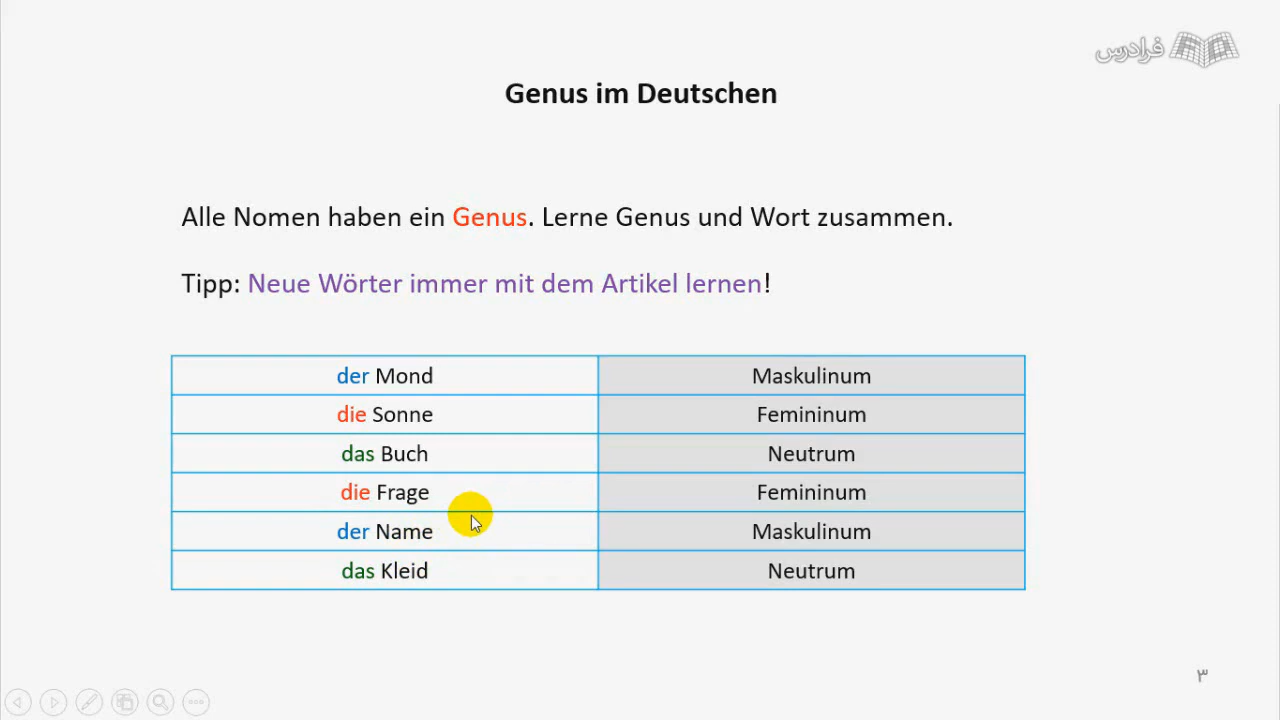 فرادرس
Genus im Deutschen
Alle Nomen haben ein Genus. Lerne Genus und Wort zusammen.
Tipp: Neue Wörter immer mit dem Artikel lernen!
der Mond Maskulinum
die Sonne Femininum
das Buch Neutrum
die Frage Femininum
der Name Maskulinum
das Kleid Neutrum
۳